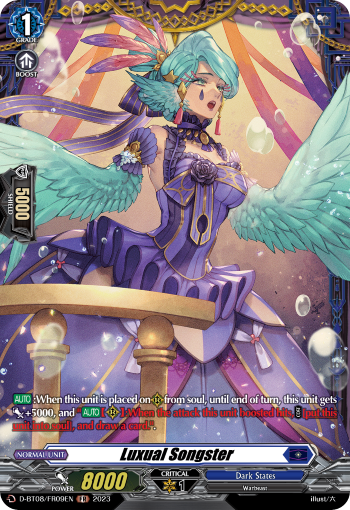 1
GRADE
BOOST
5000
SHIELD
AUTO:When this unit is placed on R from soul, until end of turn, this unit gets
+5000, and "AUTO[R]:When the attack this unit boosted hits, [put this
unit into soul], and draw a card.".
NORMAL UNIT
Luxual Songster
POWER 8000
CRITICAL
1
Dark States
Warbeast
D-BT08/FR09EN FR 2023
illust/六